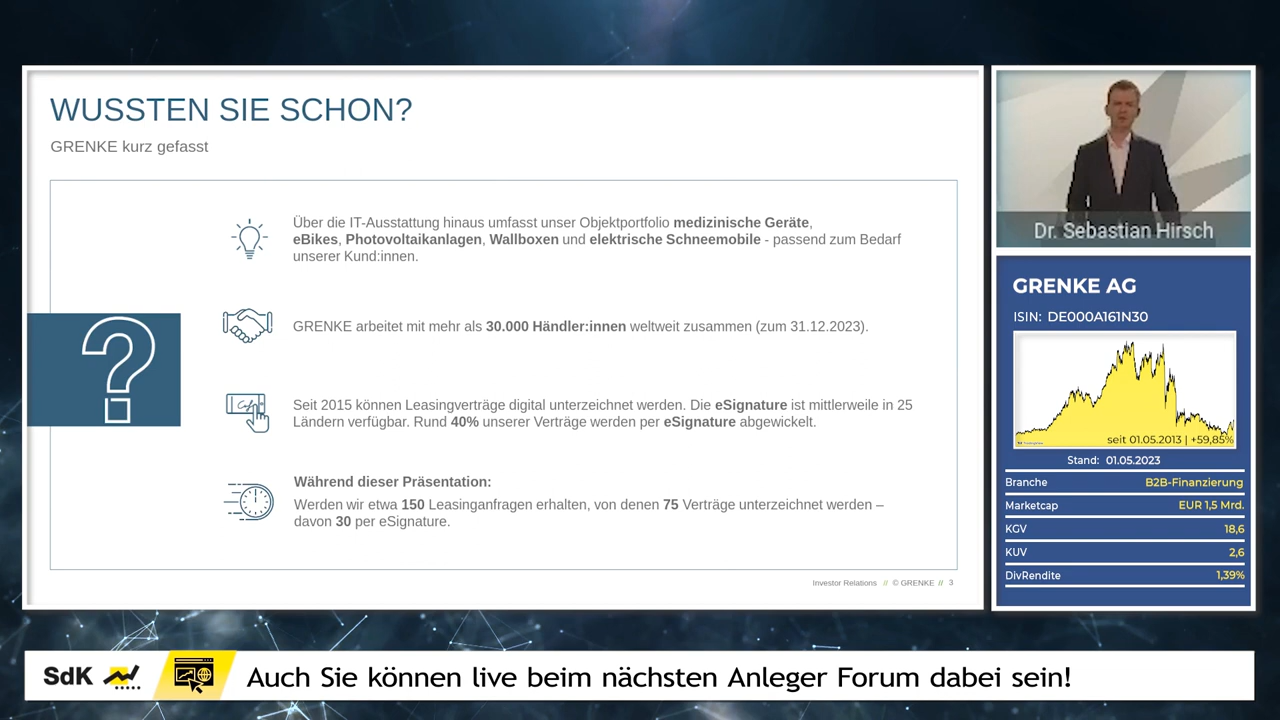 WUSSTEN SIE SCHON?
GRENKE kurz gefasst
Über die IT-Ausstattung hinaus umfasst unser Objektportfolio medizinische Geräte,
eBikes, Photovoltaikanlagen, Wallboxen und elektrische Schneemobile - passend zum Bedarf
unserer Kund:innen.
GRENKE arbeitet mit mehr als 30.000 Händler:innen weltweit zusammen (zum 31.12.2023).
Seit 2015 können Leasingverträge digital unterzeichnet werden. Die eSignature ist mittlerweile in 25
Ländern verfügbar. Rund 40% unserer Verträge werden per eSignature abgewickelt.
Während dieser Präsentation:
Werden wir etwa 150 Leasinganfragen erhalten, von denen 75 Verträge unterzeichnet werden –
davon 30 per eSignature.
Investor Relations // © GRENKE // 3
Dr. Sebastian Hirsch
GRENKE AG
ISIN: DE000A161N30
seit 01.05.2013 | +59,85%
Stand: 01.05.2023
Branche B2B-Finanzierung
Marketcap EUR 1,5 Mrd.
KGV 18,6
KUV 2,6
DivRendite 1,39%
SdK Auch Sie können live beim nächsten Anleger Forum dabei sein!